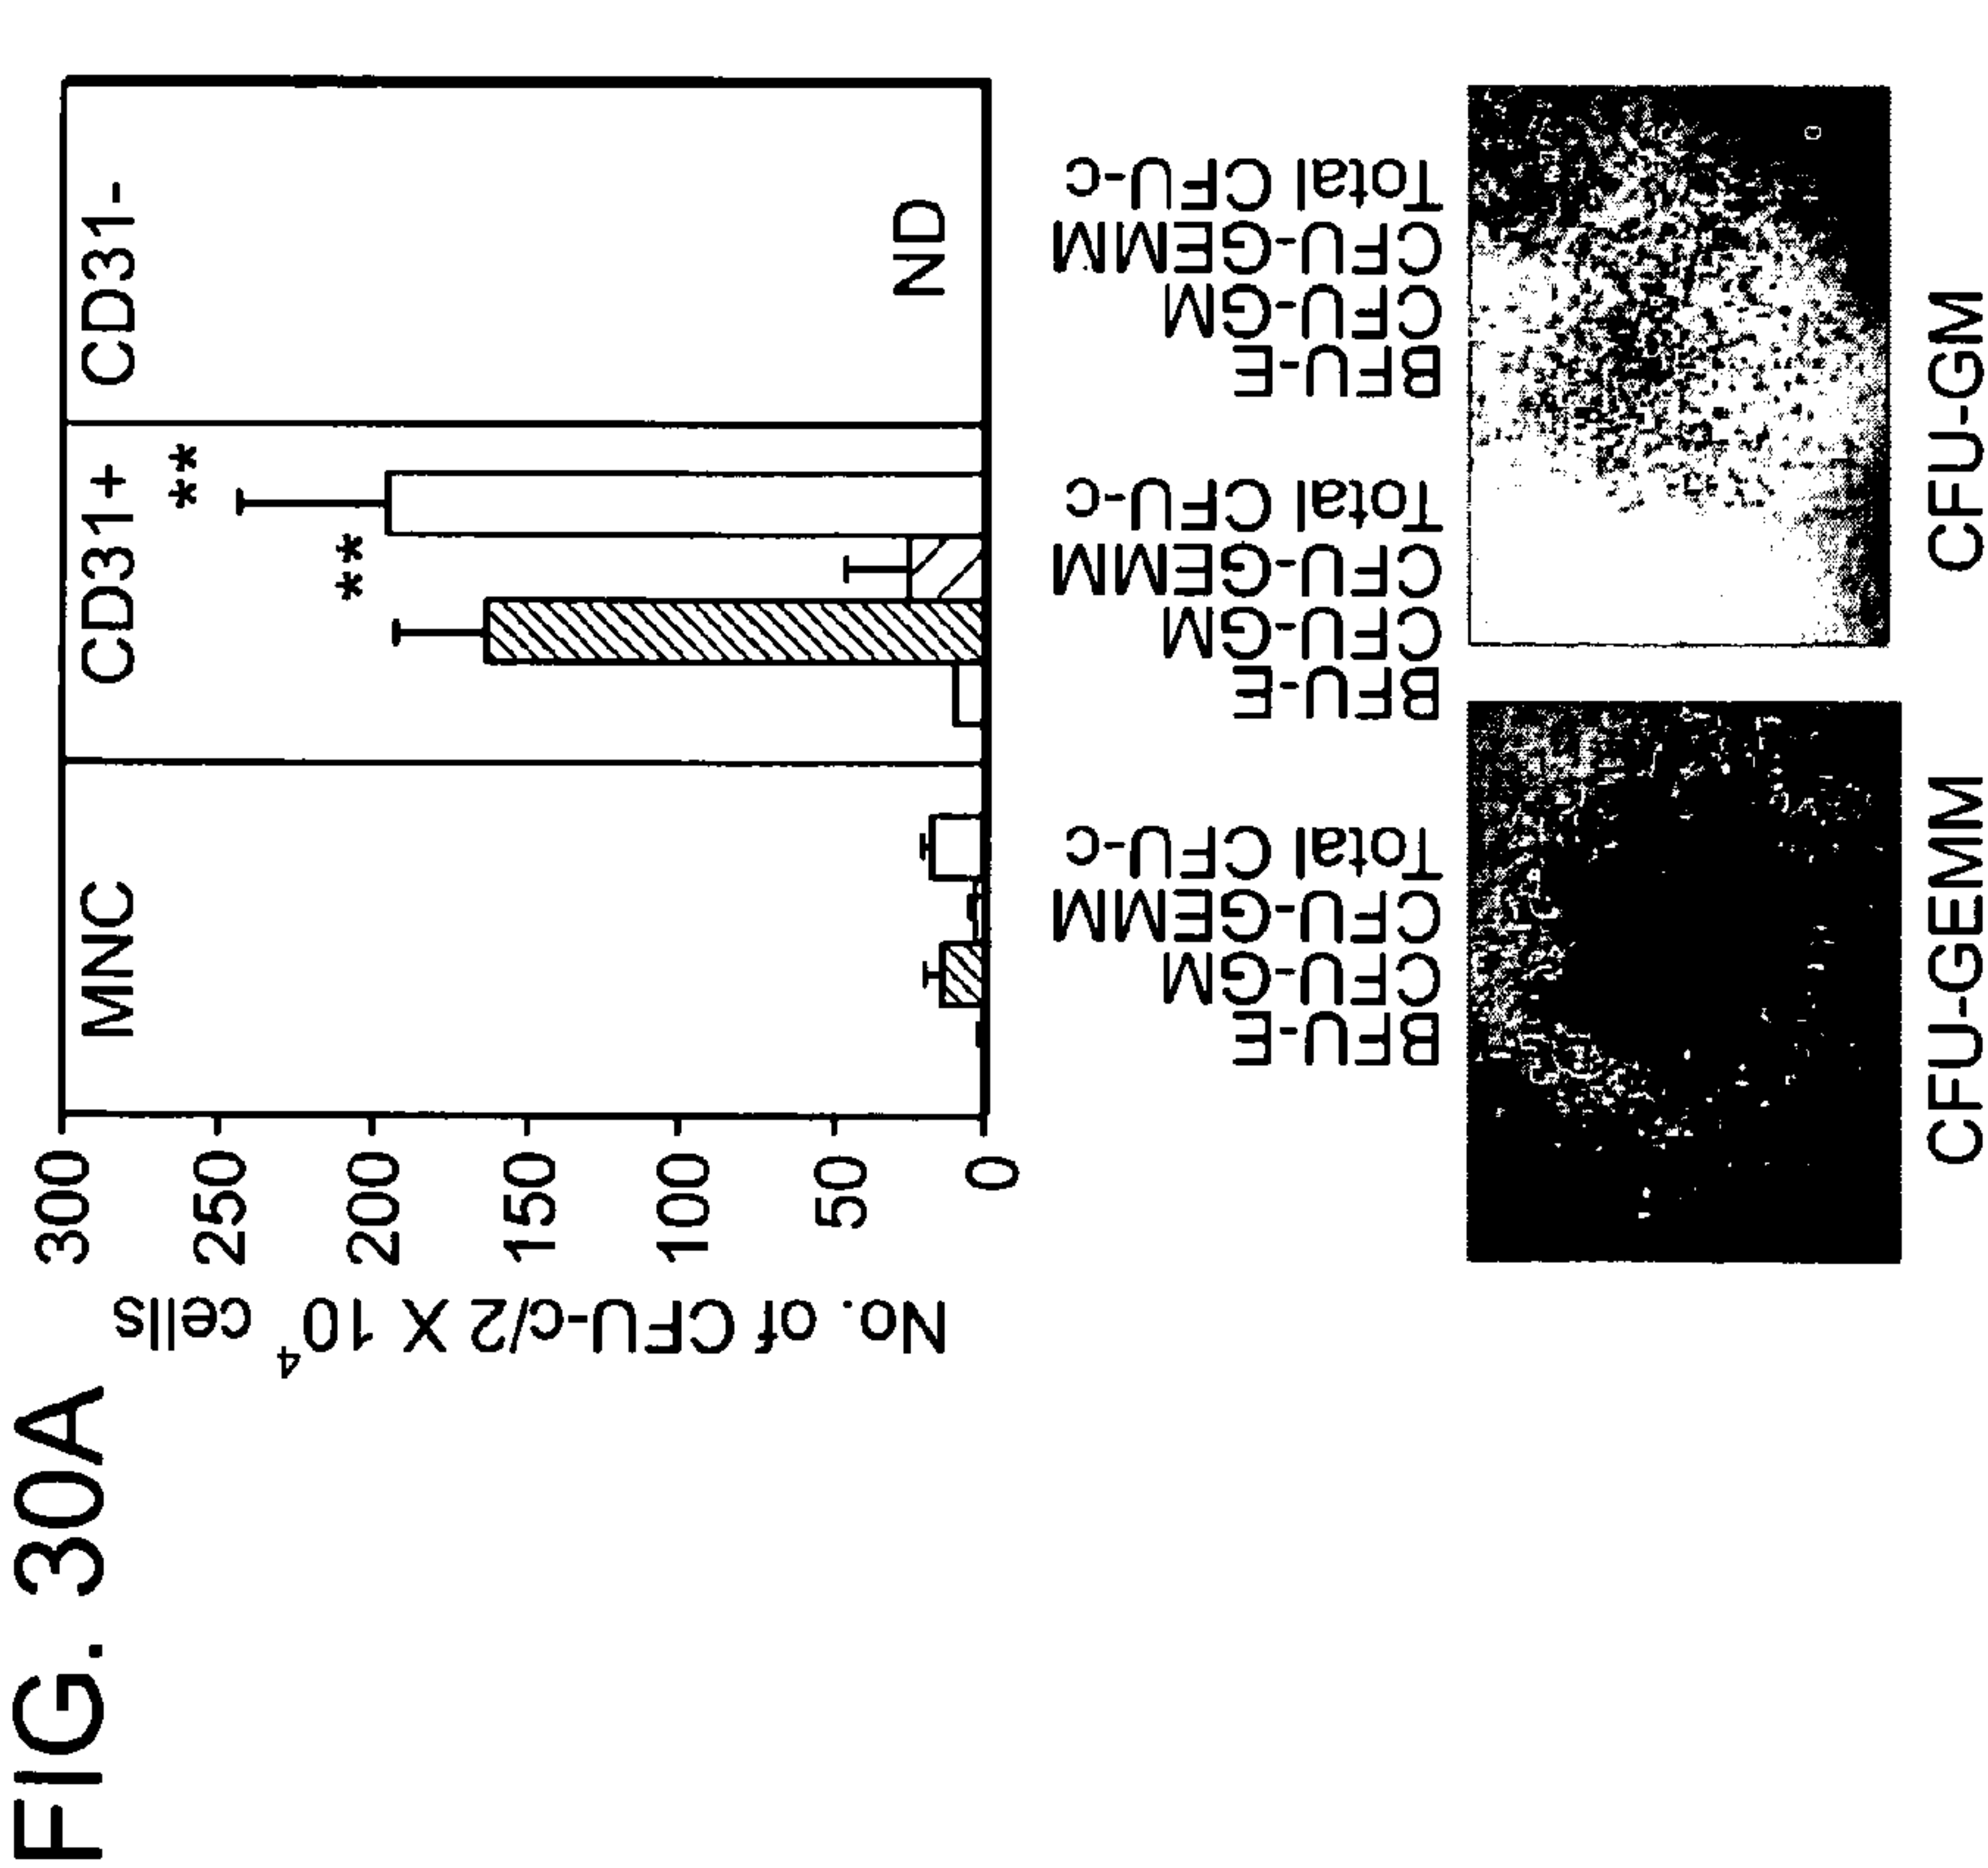 FIG. 30A
No. of CFU-c/2 X 10⁴ cells
300
250
200
150
100
50
0
MNC
CD31+
CD31-
**
**
ND
BFU-E
CFU-GM
CFU-GEMM
Total CFU-c
BFU-E
CFU-GM
CFU-GEMM
Total CFU-c
BFU-E
CFU-GM
CFU-GEMM
Total CFU-c
CFU-GEMM
CFU-GM